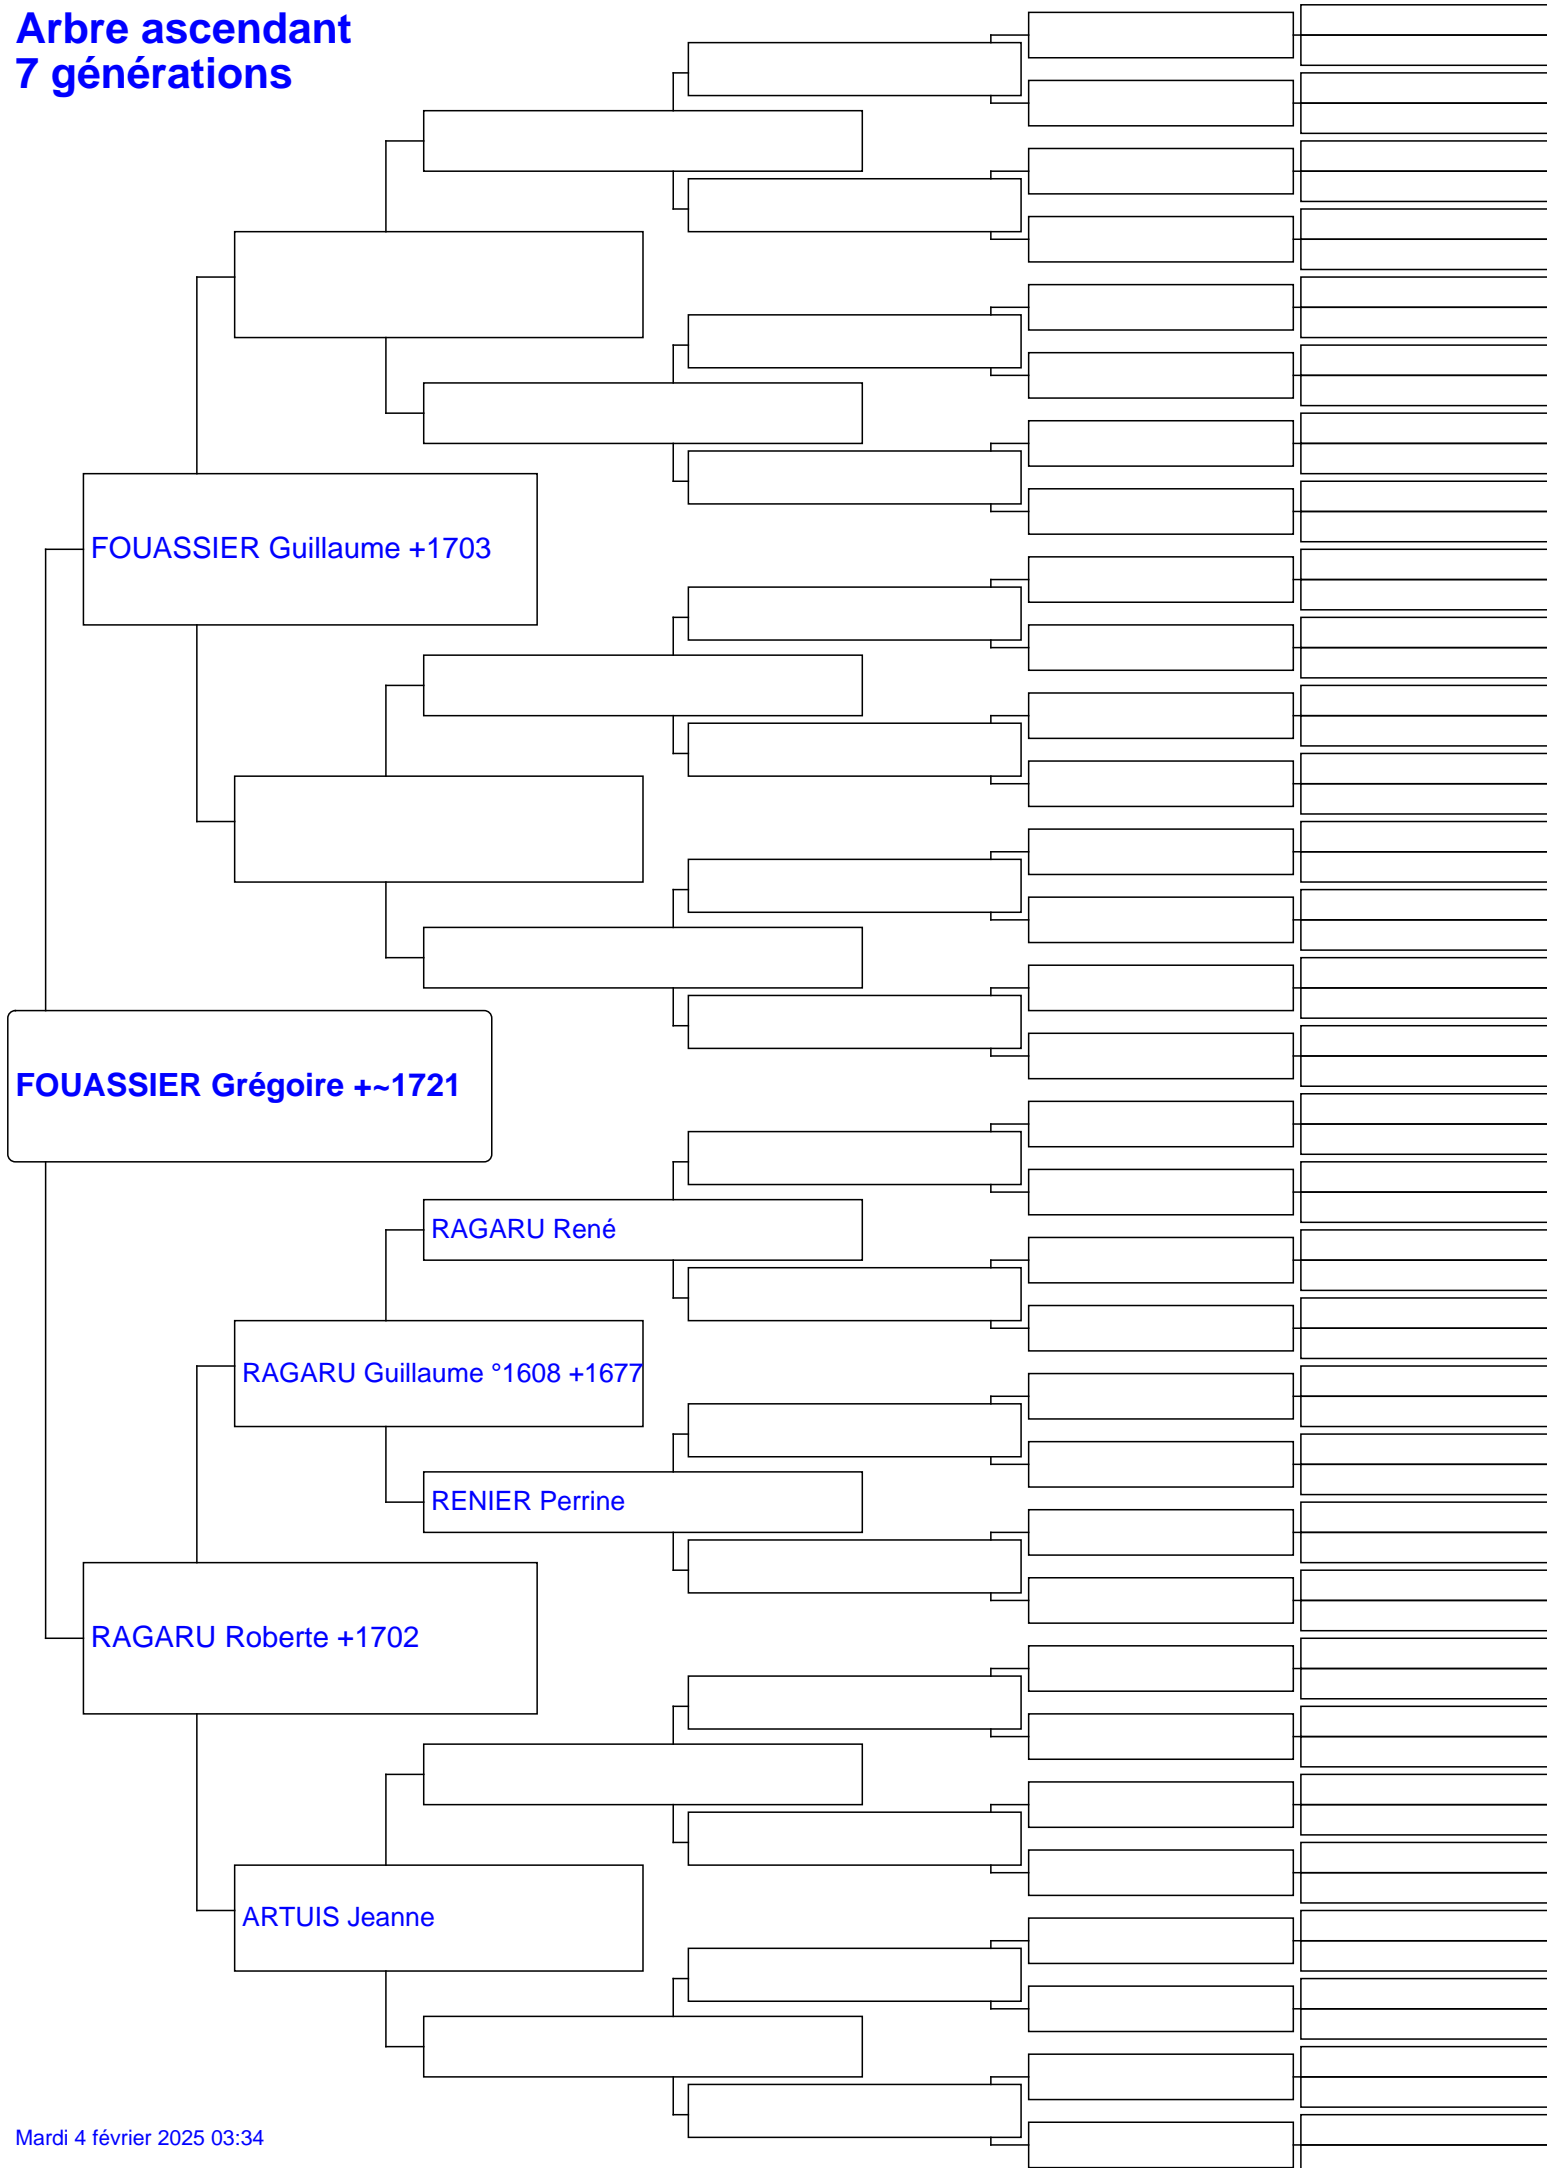 Arbre ascendant
7 générations
FOUASSIER Guillaume +1703
FOUASSIER Grégoire +~1721
RAGARU René
RAGARU Guillaume °1608 +1677
RENIER Perrine
RAGARU Roberte +1702
ARTUIS Jeanne
Mardi 4 février 2025 03:34